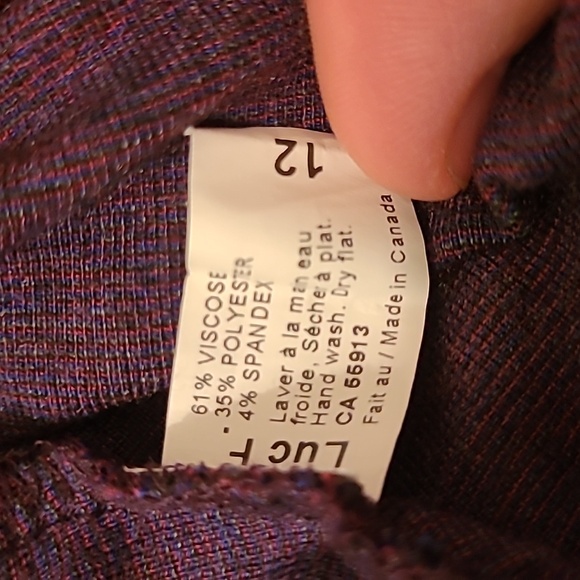 12
61% VISCOSE
- 35% POLYESTER
4% SPANDEX
Laver à la main eau
froide, Sécher à plat.
Hand wash. Dry flat.
CA 55913
Fait au / Made in Canada
Luc